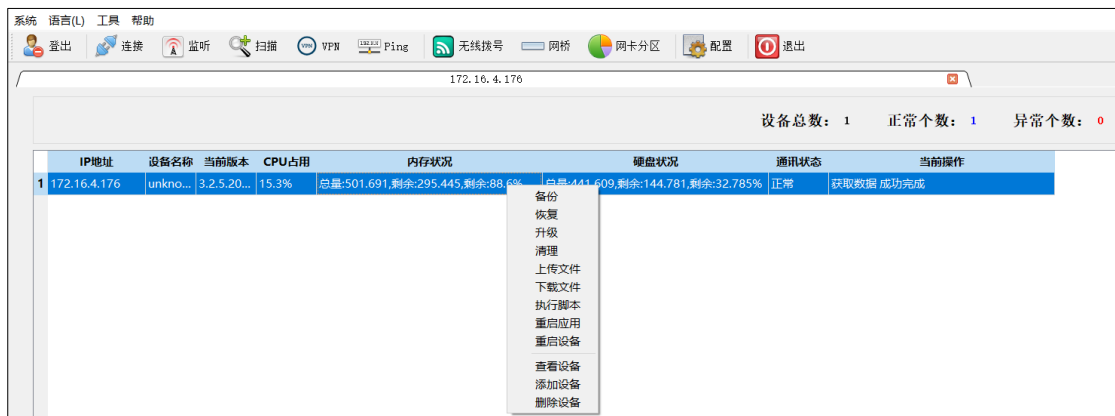 系统 语言(L) 工具 帮助
登出 连接 监听 扫描 VPN VPN 192.X.X Ping 无线拨号 网桥 网卡分区 配置 退出
172.16.4.176
设备总数: 1 正常个数: 1 异常个数: 0
IP地址 设备名称 当前版本 CPU占用 内存状况 硬盘状况 通讯状态 当前操作
1 172.16.4.176 unkno... 3.2.5.20... 15.3% 总量:501.691,剩余:295.445,剩余:88.6% 总量:441.609,剩余:144.781,剩余:32.785% 正常 获取数据 成功完成
备份
恢复
升级
清理
上传文件
下载文件
执行脚本
重启应用
重启设备
查看设备
添加设备
删除设备